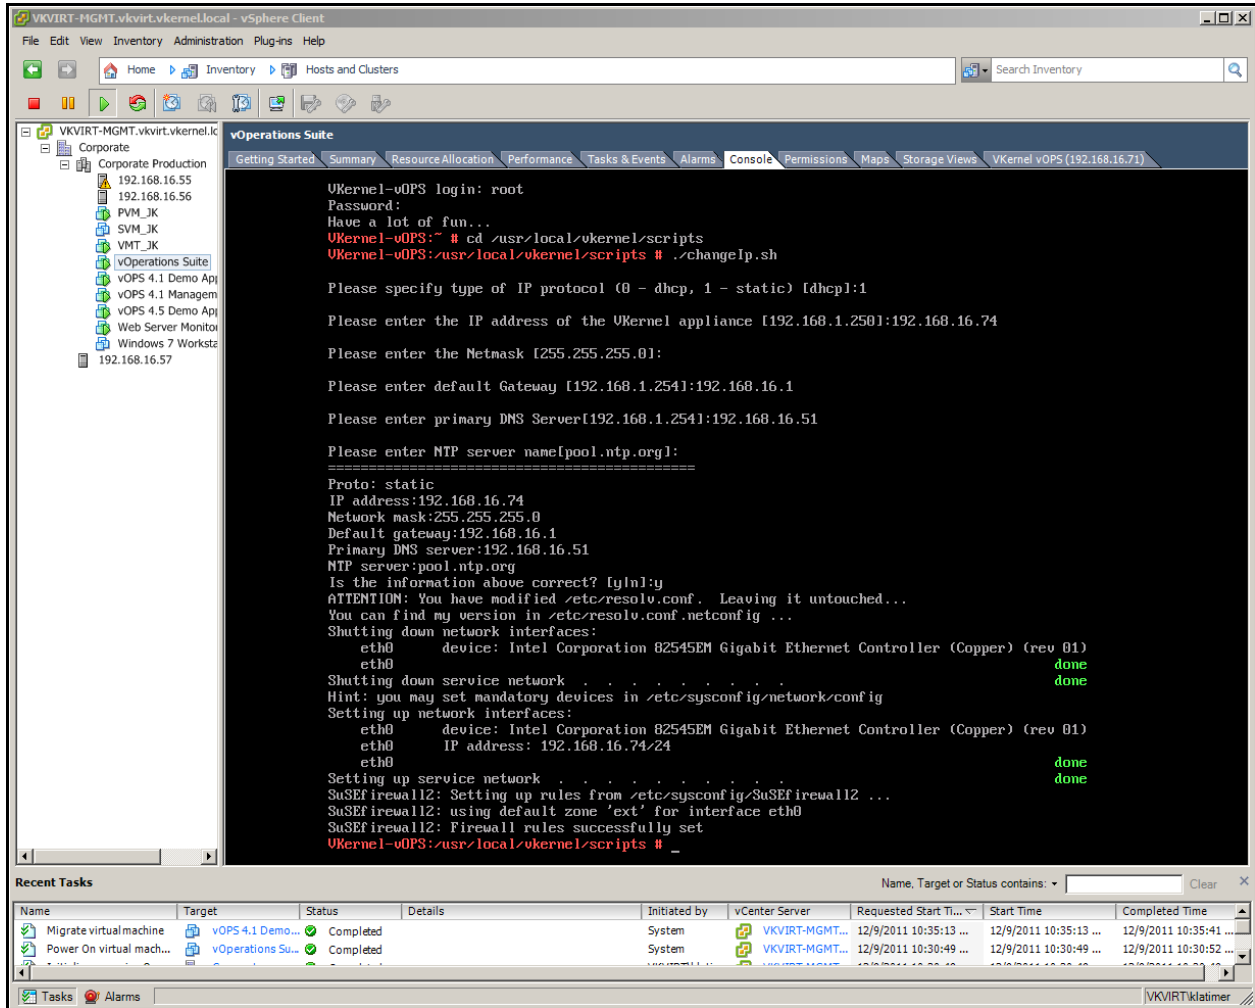 VKVIRT-MGMT.vkvirt.vkernel.local - vSphere Client
File Edit View Inventory Administration Plug-ins Help
Home Inventory Hosts and Clusters
Search Inventory
VKVIRT-MGMT.vkvirt.vkernel.lc
Corporate
Corporate Production
192.168.16.55
192.168.16.56
PVM_JK
SVM_JK
VMT_JK
vOperations Suite
vOPS 4.1 Demo App
vOPS 4.1 Managem
vOPS 4.5 Demo App
Web Server Monitor
Windows 7 Worksta
192.168.16.57
vOperations Suite
Getting Started Summary Resource Allocation Performance Tasks & Events Alarms Console Permissions Maps Storage Views VKernel vOPS (192.168.16.71)
VKernel-vOPS login: root
Password:
Have a lot of fun...
VKernel-vOPS:~ # cd /usr/local/vkernel/scripts
VKernel-vOPS:/usr/local/vkernel/scripts # ./changeIp.sh
Please specify type of IP protocol (0 - dhcp, 1 - static) [dhcp]:1
Please enter the IP address of the VKernel appliance [192.168.1.250]:192.168.16.74
Please enter the Netmask [255.255.255.0]:
Please enter default Gateway [192.168.1.254]:192.168.16.1
Please enter primary DNS Server[192.168.1.254]:192.168.16.51
Please enter NTP server name[pool.ntp.org]:
=============================================
Proto: static
IP address:192.168.16.74
Network mask:255.255.255.0
Default gateway:192.168.16.1
Primary DNS server:192.168.16.51
NTP server:pool.ntp.org
Is the information above correct? [y|n]:y
ATTENTION: You have modified /etc/resolv.conf.  Leaving it untouched...
You can find my version in /etc/resolv.conf.netconfig ...
Shutting down network interfaces:
eth0 device: Intel Corporation 82545EM Gigabit Ethernet Controller (Copper) (rev 01)
eth0 done
Shutting down service network . . . . . . . . . done
Hint: you may set mandatory devices in /etc/sysconfig/network/config
Setting up network interfaces:
eth0 device: Intel Corporation 82545EM Gigabit Ethernet Controller (Copper) (rev 01)
eth0 IP address: 192.168.16.74/24
eth0 done
Setting up service network . . . . . . . . . . done
SuSEfirewall2: Setting up rules from /etc/sysconfig/SuSEfirewall2 ...
SuSEfirewall2: using default zone 'ext' for interface eth0
SuSEfirewall2: Firewall rules successfully set
VKernel-vOPS:/usr/local/vkernel/scripts # _
Recent Tasks
Name, Target or Status contains: Clear
Name Target Status Details Initiated by vCenter Server Requested Start Ti... Start Time Completed Time
Migrate virtual machine vOPS 4.1 Demo... Completed System VKVIRT-MGMT... 12/9/2011 10:35:13 ... 12/9/2011 10:35:13 ... 12/9/2011 10:35:41 ...
Power On virtual mach... vOperations Su... Completed System VKVIRT-MGMT... 12/9/2011 10:30:49 ... 12/9/2011 10:30:49 ... 12/9/2011 10:30:52 ...
Tasks Alarms
VKVIRT\klatimer